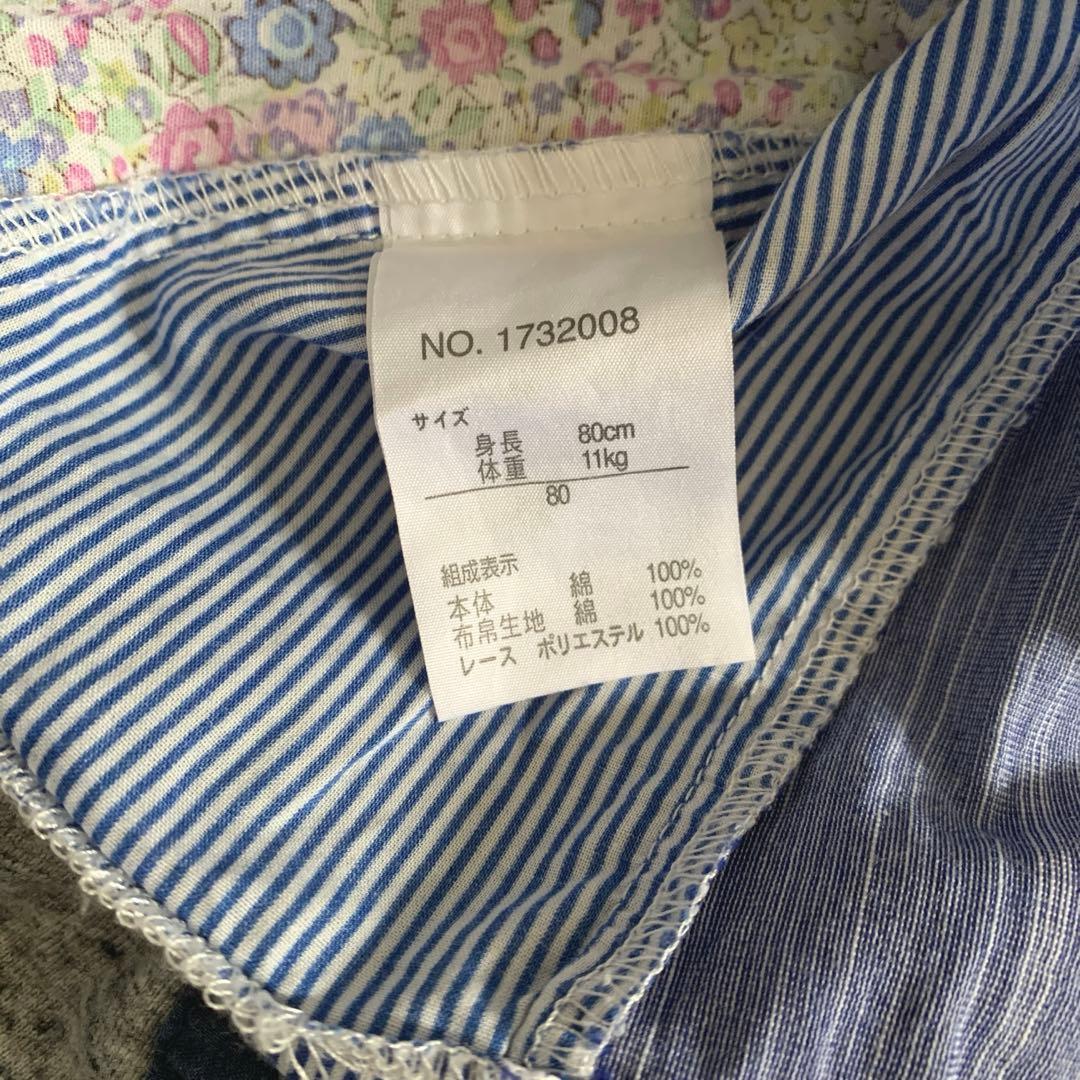 NO. 1732008
サイズ
身長 80cm
体重 11kg
80
組成表示
本体 綿 100%
布帛生地 綿 100%
レース ポリエステル 100%